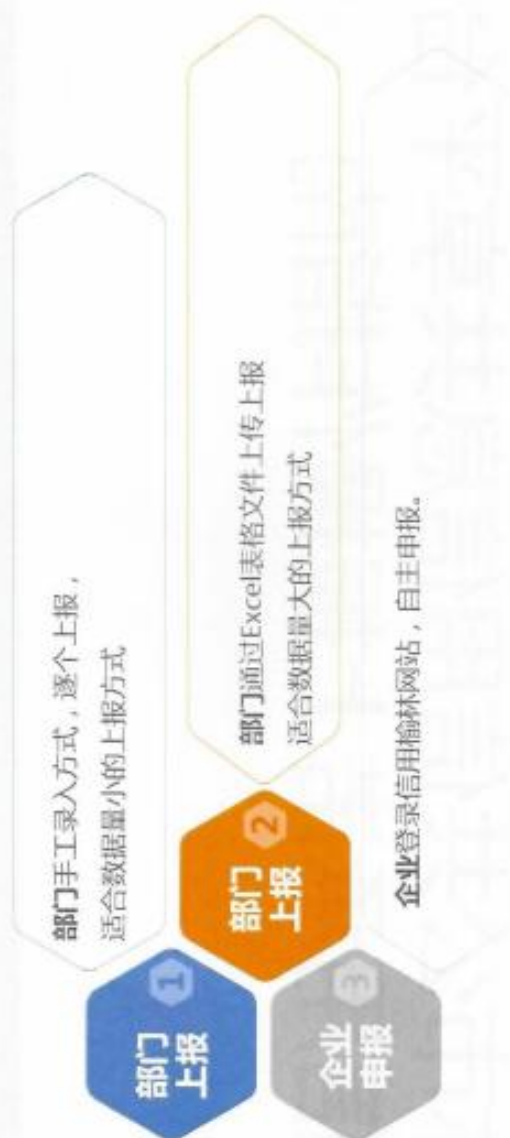 部门
上报
1
部门手工录入方式，逐个上报，
适合数据量小的上报方式
部门
上报
2
部门通过Excel表格文件上传上报
适合数据量大的上报方式
企业
申报
3
企业登录信用榆林网站，自主申报。